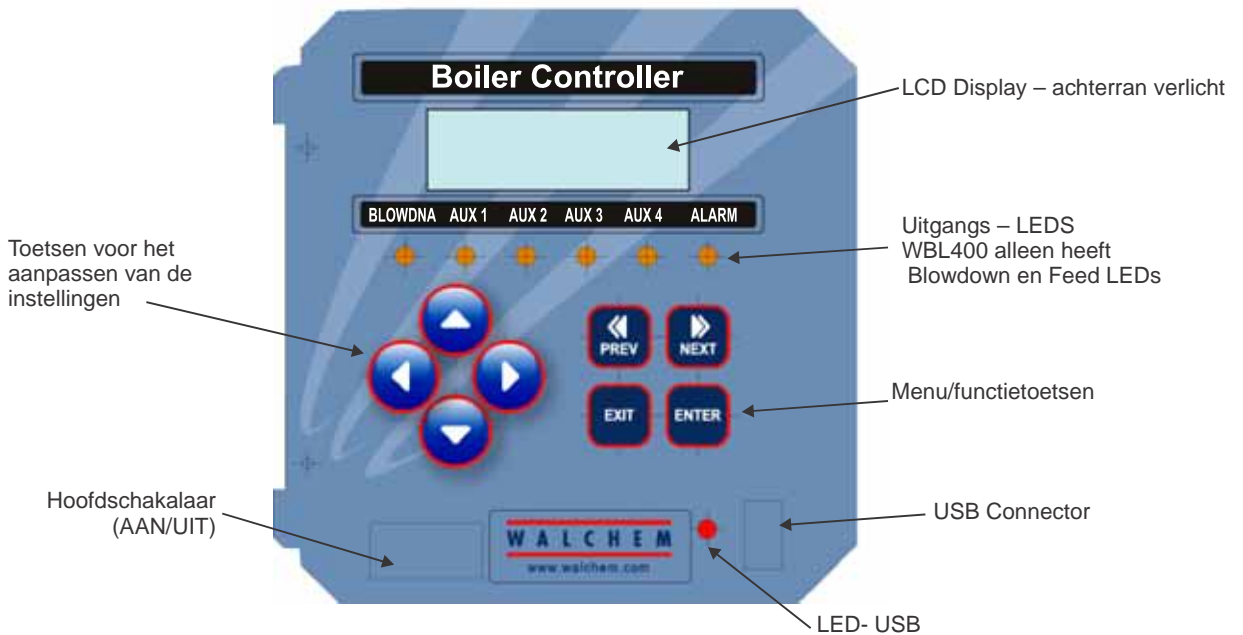 Boiler Controller
LCD Display – achterran verlicht
BLOWDNA AUX 1 AUX 2 AUX 3 AUX 4 ALARM
Uitgangs – LEDS
WBL400 alleen heeft
Blowdown en Feed LEDs
Toetsen voor het
aanpassen van de
instellingen
PREV NEXT
EXIT ENTER
Menu/functietoetsen
Hoofdschakalaar
(AAN/UIT)
WALCHEM
www.walchem.com
USB Connector
LED- USB